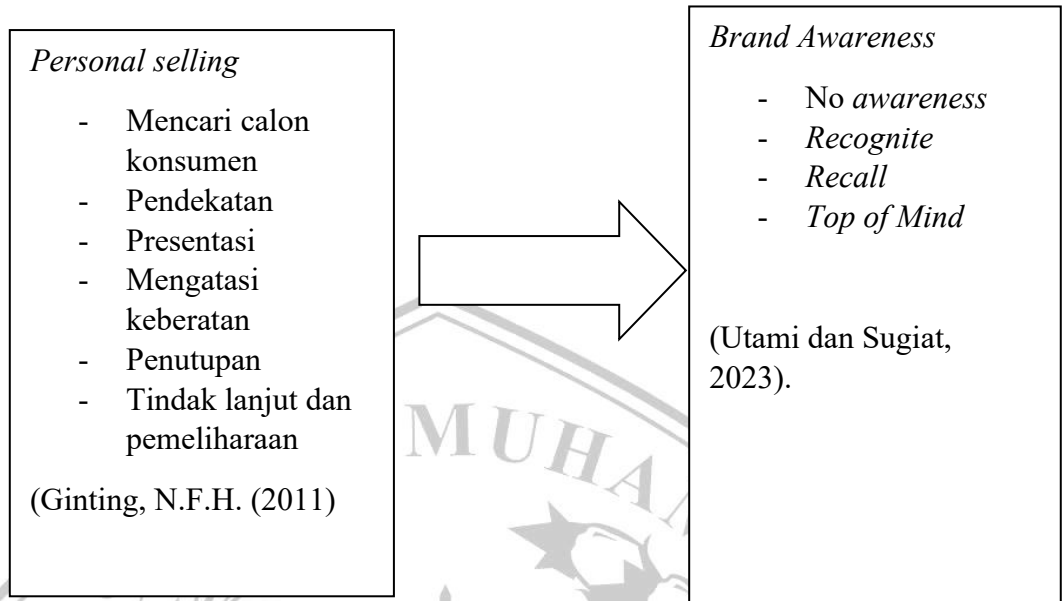 Personal selling
- Mencari calon
konsumen
- Pendekatan
- Presentasi
- Mengatasi
keberatan
- Penutupan
- Tindak lanjut dan
pemeliharaan
(Ginting, N.F.H. (2011)
Brand Awareness
- No awareness
- Recognite
- Recall
- Top of Mind
(Utami dan Sugiat,
2023).
MUHA